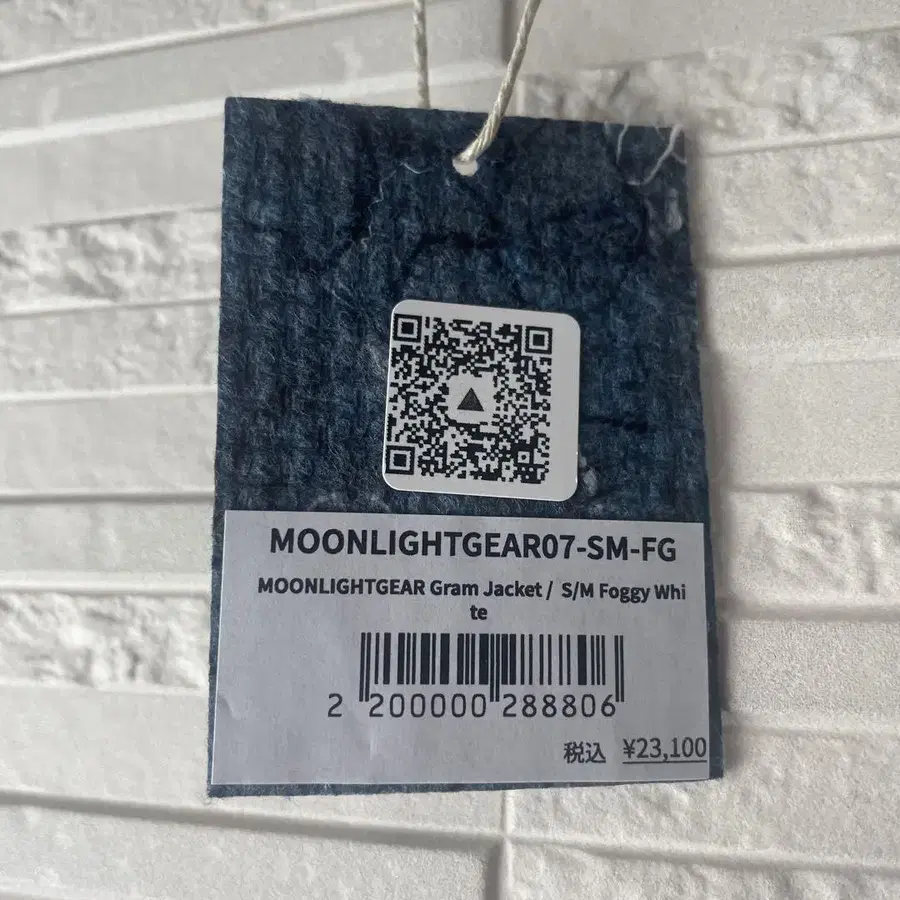 MOONLIGHTGEAR07-SM-FG
MOONLIGHTGEAR Gram Jacket / S/M Foggy Whi
te
2 200000 288806
税込 ¥23,100